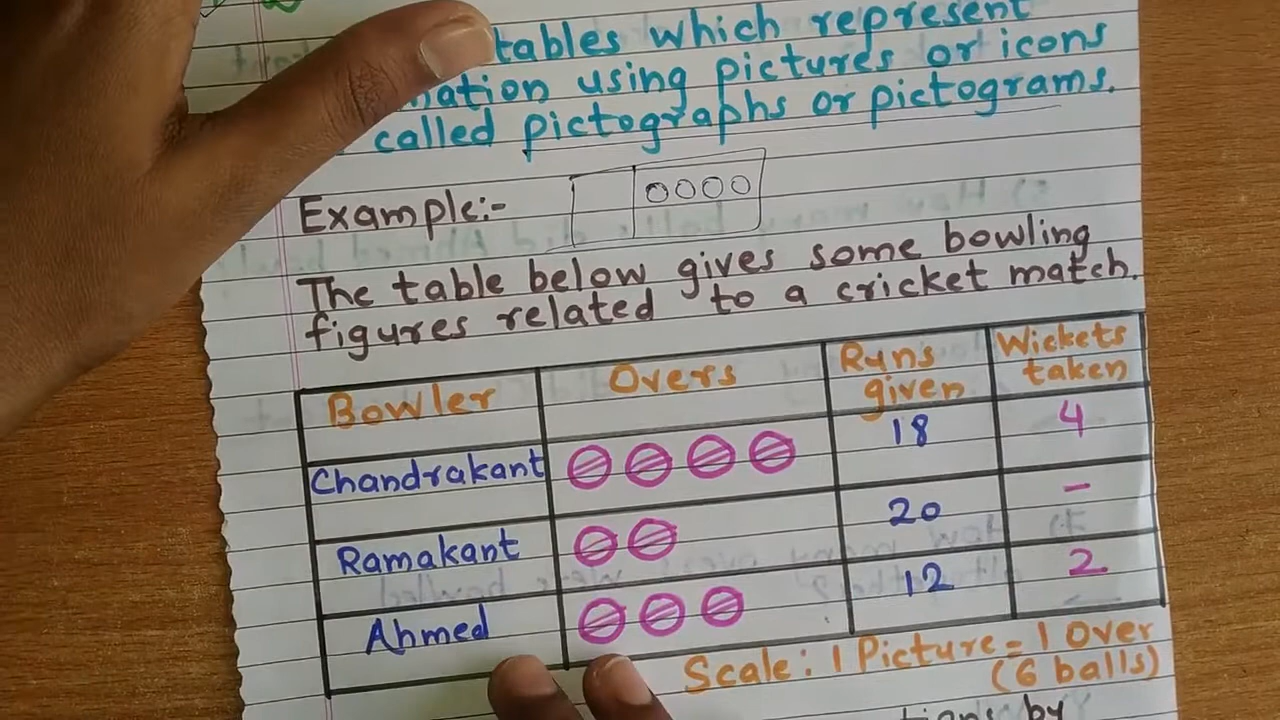 tables which represent
using pictures or icons
called pictographs or pictograms.
Example:-
The table below gives some bowling
figures related to a cricket match.
Bowler Overs Runs given Wickets taken
Chandrakant 18 4
Ramakant 20 -
Ahmed 12 2
Scale: 1 Picture = 1 Over
(6 balls)
by